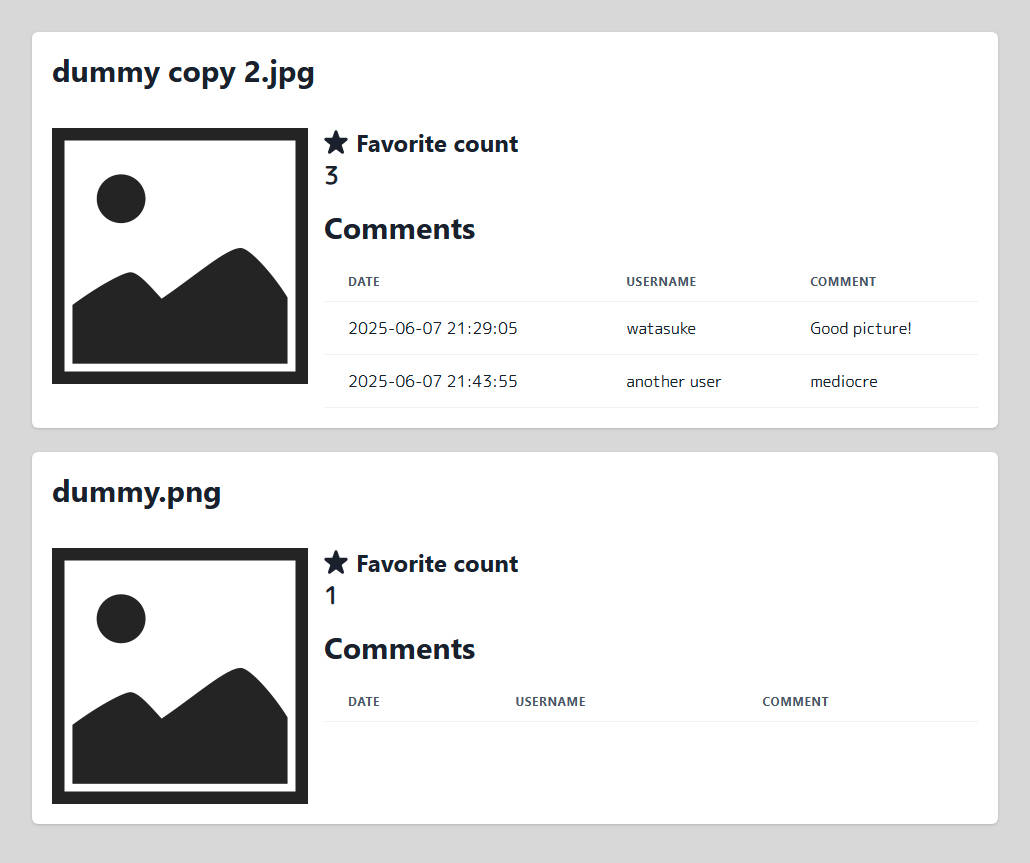 dummy copy 2.jpg
Favorite count
3
Comments
DATE USERNAME COMMENT
2025-06-07 21:29:05 watasuke Good picture!
2025-06-07 21:43:55 another user mediocre
dummy.png
Favorite count
1
Comments
DATE USERNAME COMMENT